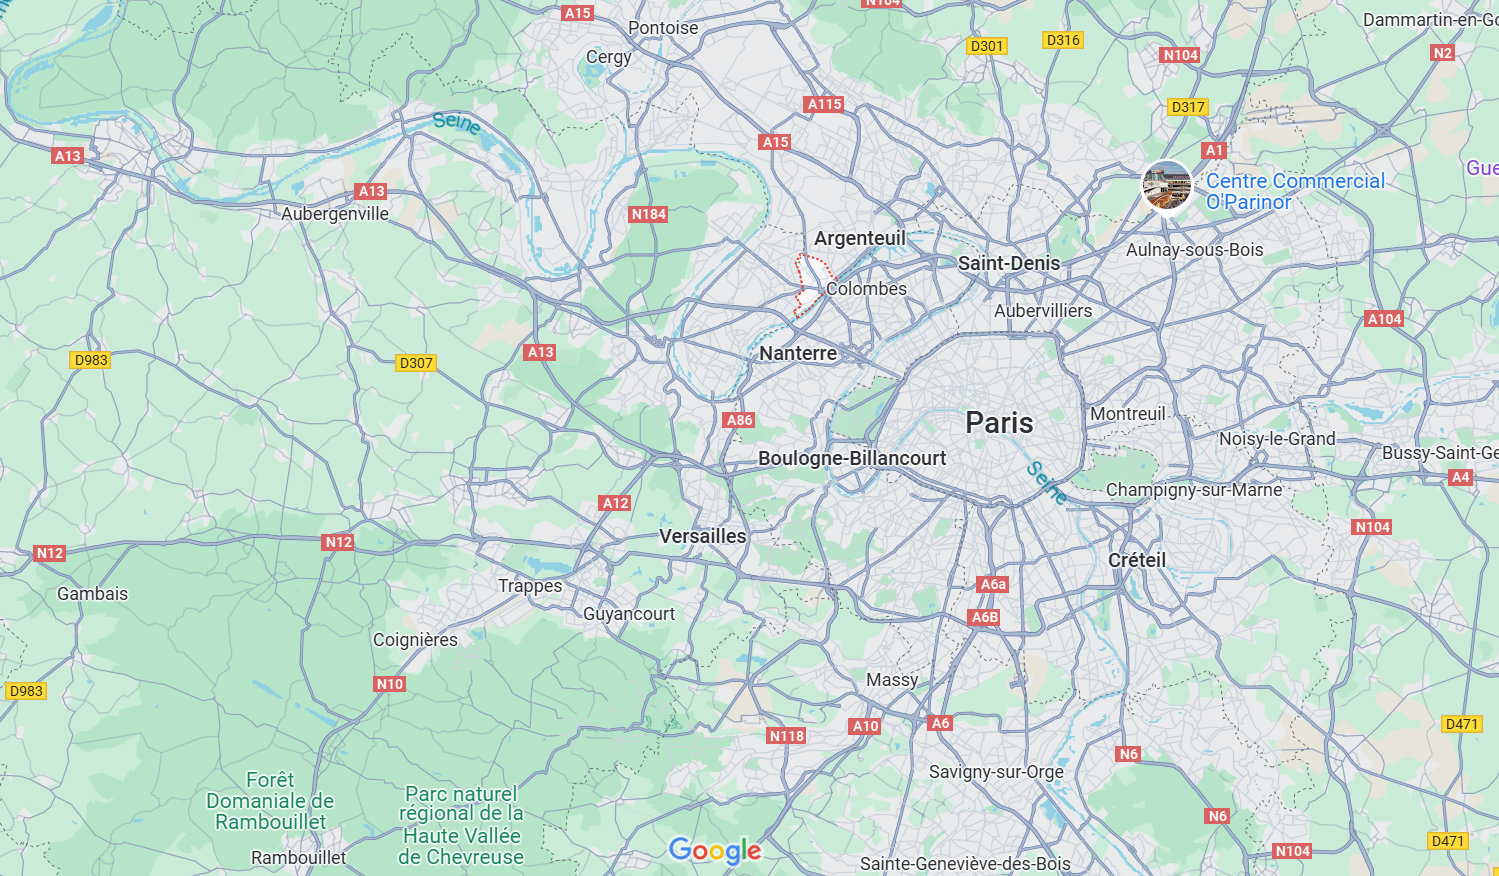 A15
Pontoise
N104
Dammartin-en-Go
Cergy
D301
D316
N104
N2
A115
D317
Seine
A13
A15
A1
Centre Commercial
O'Parinor
Gue
A13
Aubergenville
N184
Argenteuil
Aulnay-sous-Bois
Saint-Denis
Colombes
Aubervilliers
A104
D983
D307
A13
Nanterre
A86
Paris
Montreuil
Noisy-le-Grand
Bussy-Saint-Ge
Boulogne-Billancourt
Seine
A4
Champigny-sur-Marne
A12
N104
Versailles
N12
N12
Créteil
Gambais
Trappes
A6a
Guyancourt
A6B
Coignières
N10
Massy
D983
A10
A6
N118
D471
N6
Savigny-sur-Orge
Forêt
Domaniale de
Rambouillet
Parc naturel
régional de la
Haute Vallée
de Chevreuse
N6
D471
Google
N104
Rambouillet
Sainte-Geneviève-des-Bois